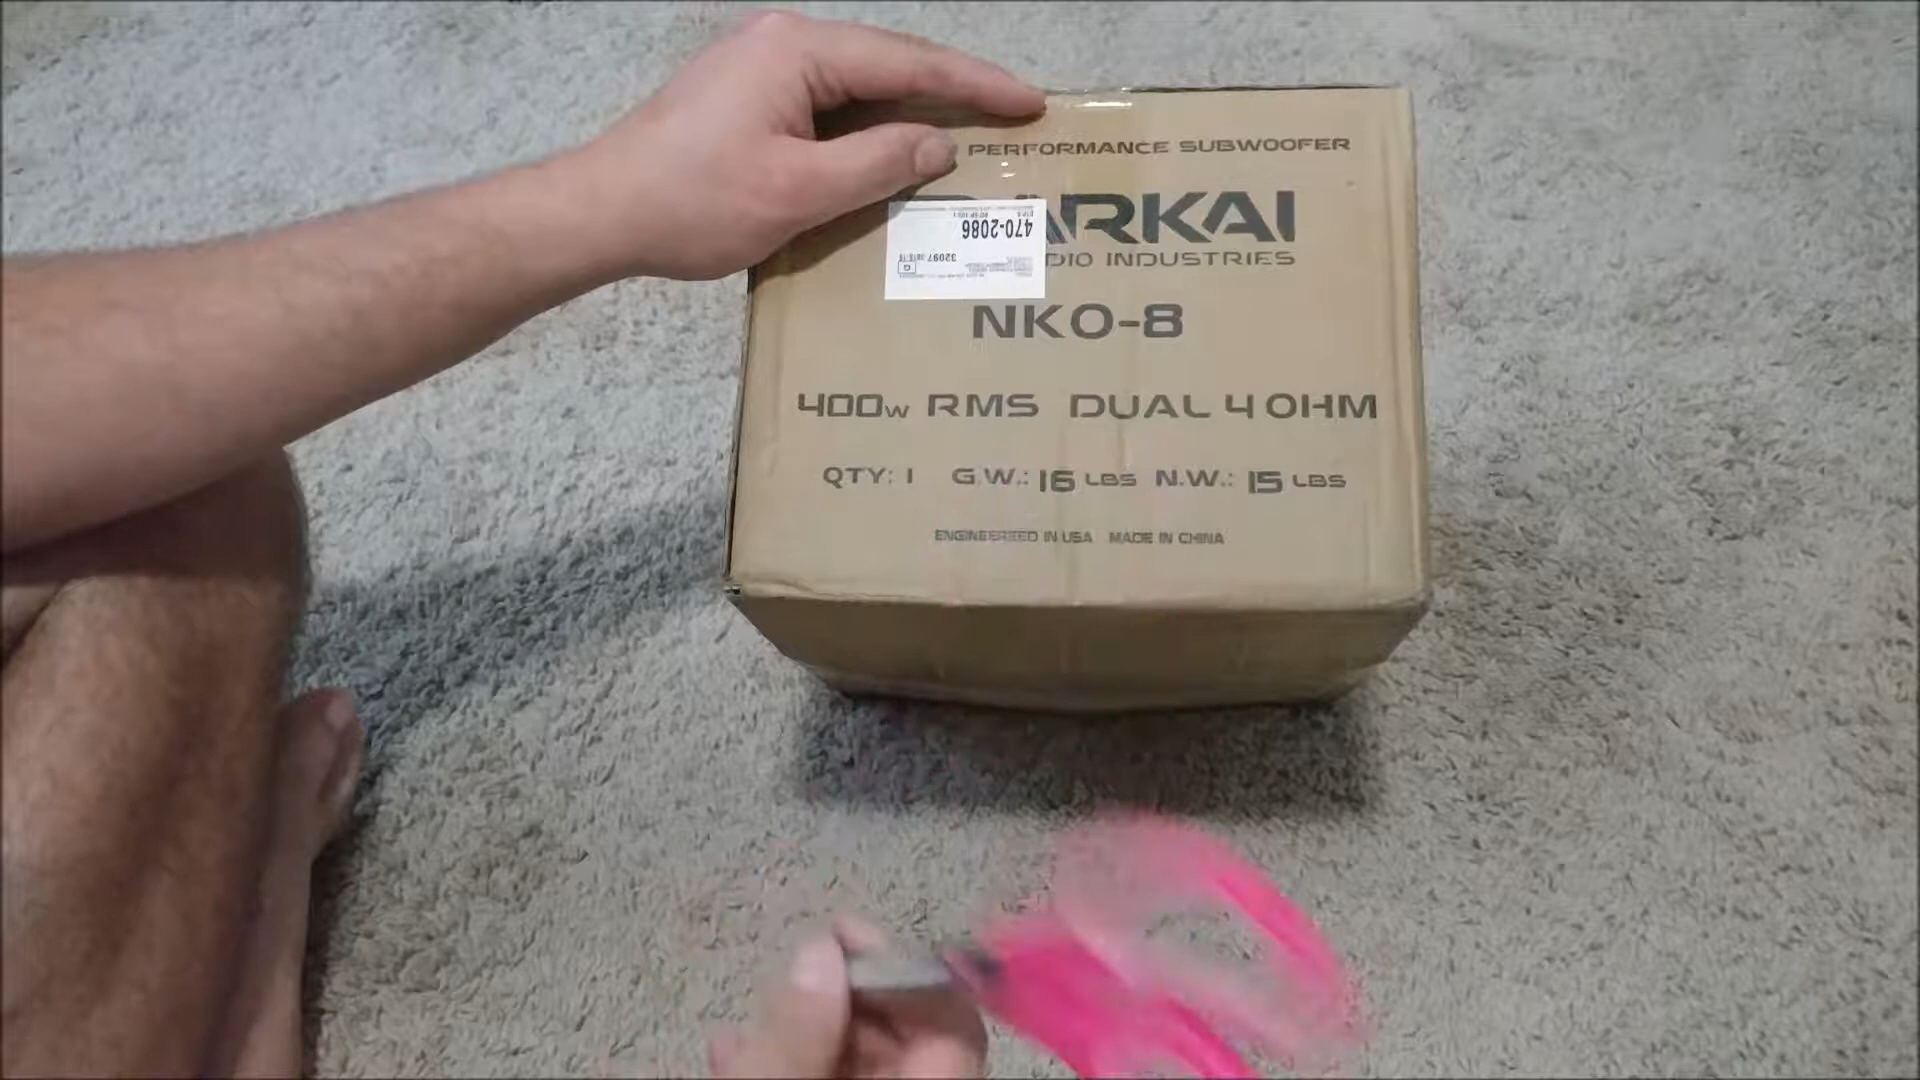 PERFORMANCE SUBWOOFER
ARKAI
DIO INDUSTRIES
470-2086
32097
G
NKO-8
400w RMS DUAL 4 OHM
QTY: 1 G.W.: 16 LBS N.W.: 15 LBS
ENGINEEREED IN USA MADE IN CHINA